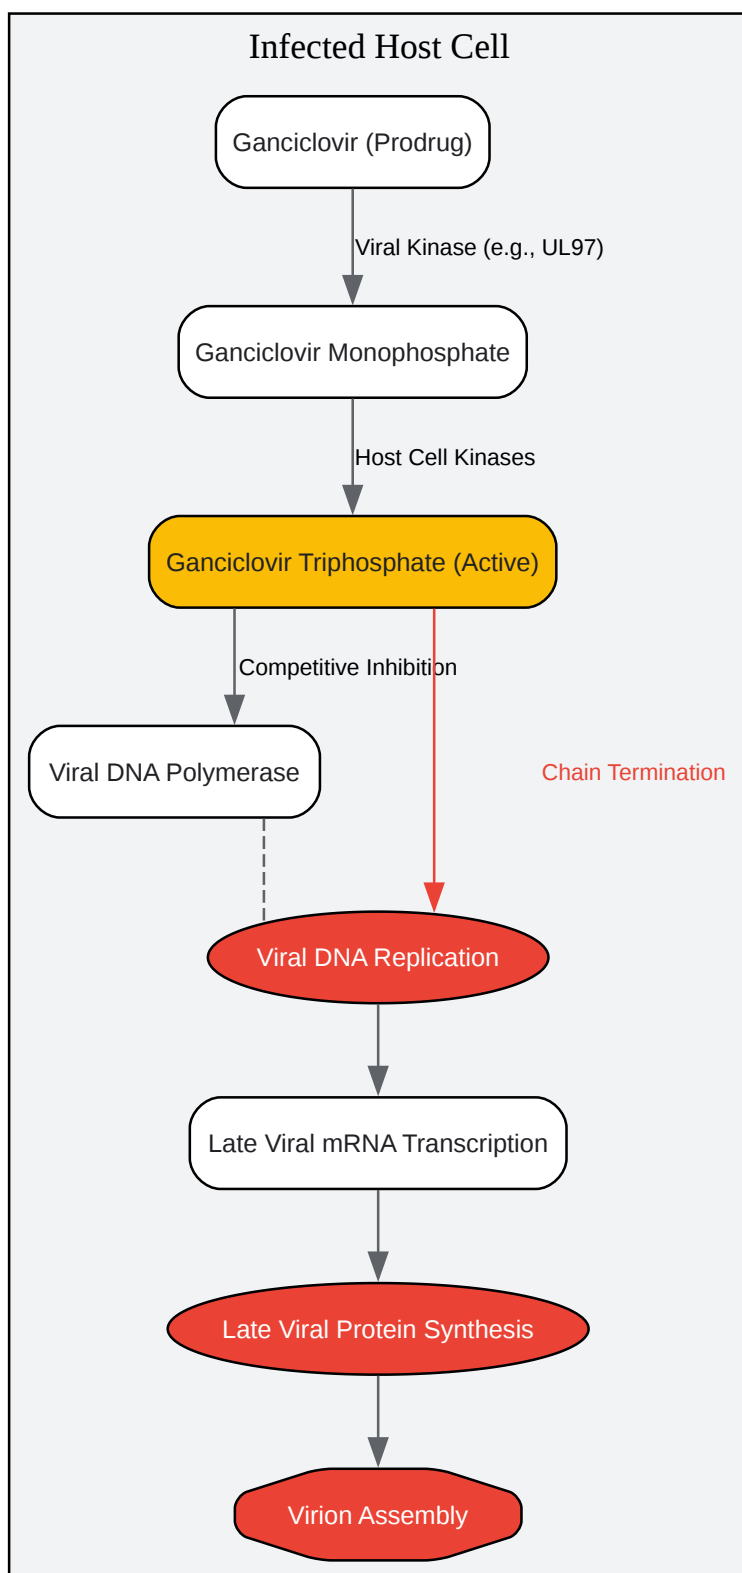 Infected Host Cell
Ganciclovir (Prodrug)
Viral Kinase (e.g., UL97)
Ganciclovir Monophosphate
Host Cell Kinases
Ganciclovir Triphosphate (Active)
Competitive Inhibition
Viral DNA Polymerase
Chain Termination
Viral DNA Replication
Late Viral mRNA Transcription
Late Viral Protein Synthesis
Virion Assembly